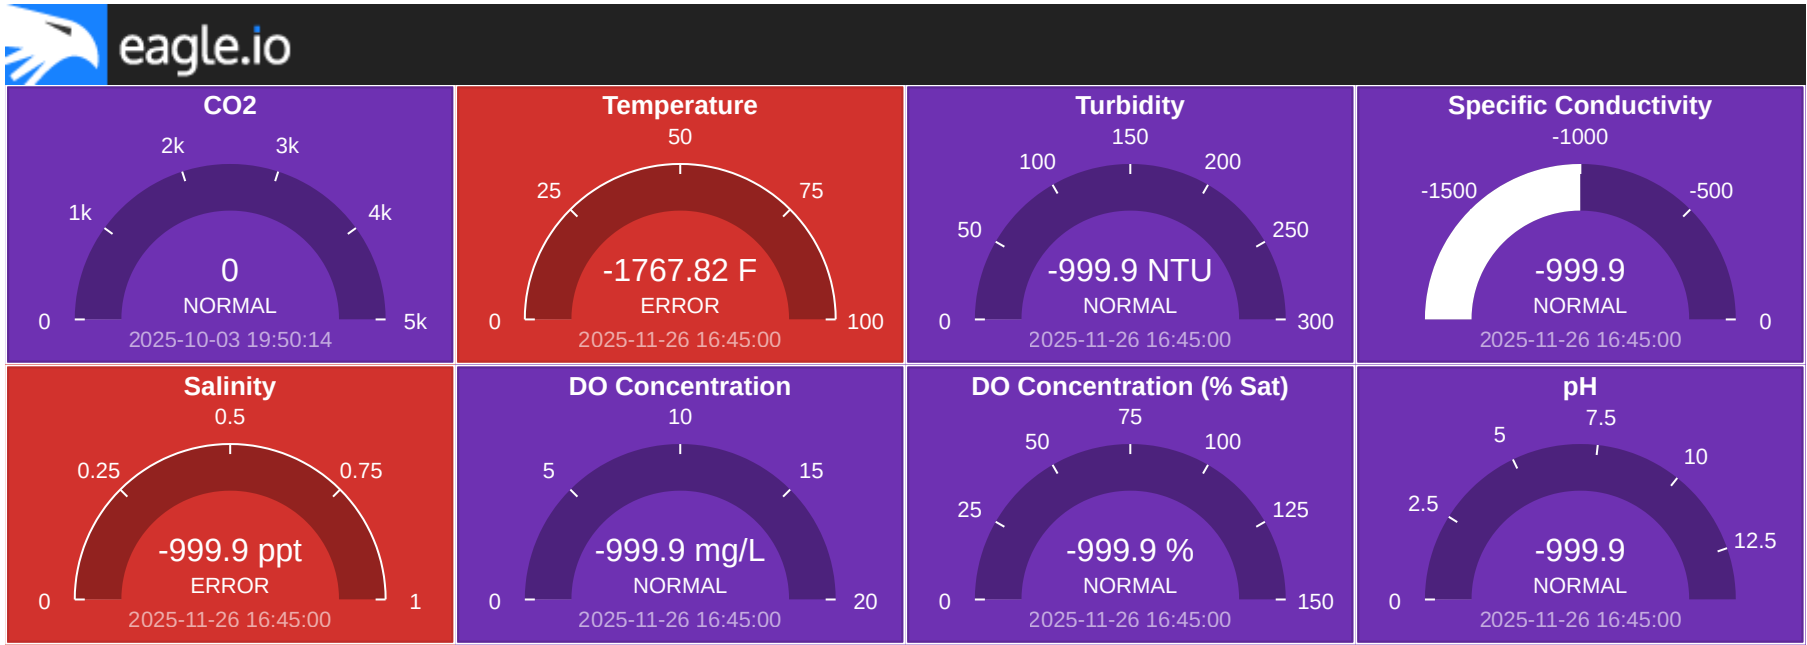 eagle.io
CO2
2k
3k
1k
4k
0
NORMAL
0
5k
2025-10-03 19:50:14
Temperature
50
25
75
-1767.82 F
ERROR
0
100
2025-11-26 16:45:00
Turbidity
150
100
200
50
250
-999.9 NTU
NORMAL
0
300
2025-11-26 16:45:00
Specific Conductivity
-1000
-1500
-500
-999.9
NORMAL
0
2025-11-26 16:45:00
Salinity
0.5
0.25
0.75
-999.9 ppt
ERROR
0
1
2025-11-26 16:45:00
DO Concentration
10
5
15
-999.9 mg/L
NORMAL
0
20
2025-11-26 16:45:00
DO Concentration (% Sat)
75
50
100
25
125
-999.9 %
NORMAL
0
150
2025-11-26 16:45:00
pH
7.5
5
10
2.5
12.5
-999.9
NORMAL
0
2025-11-26 16:45:00